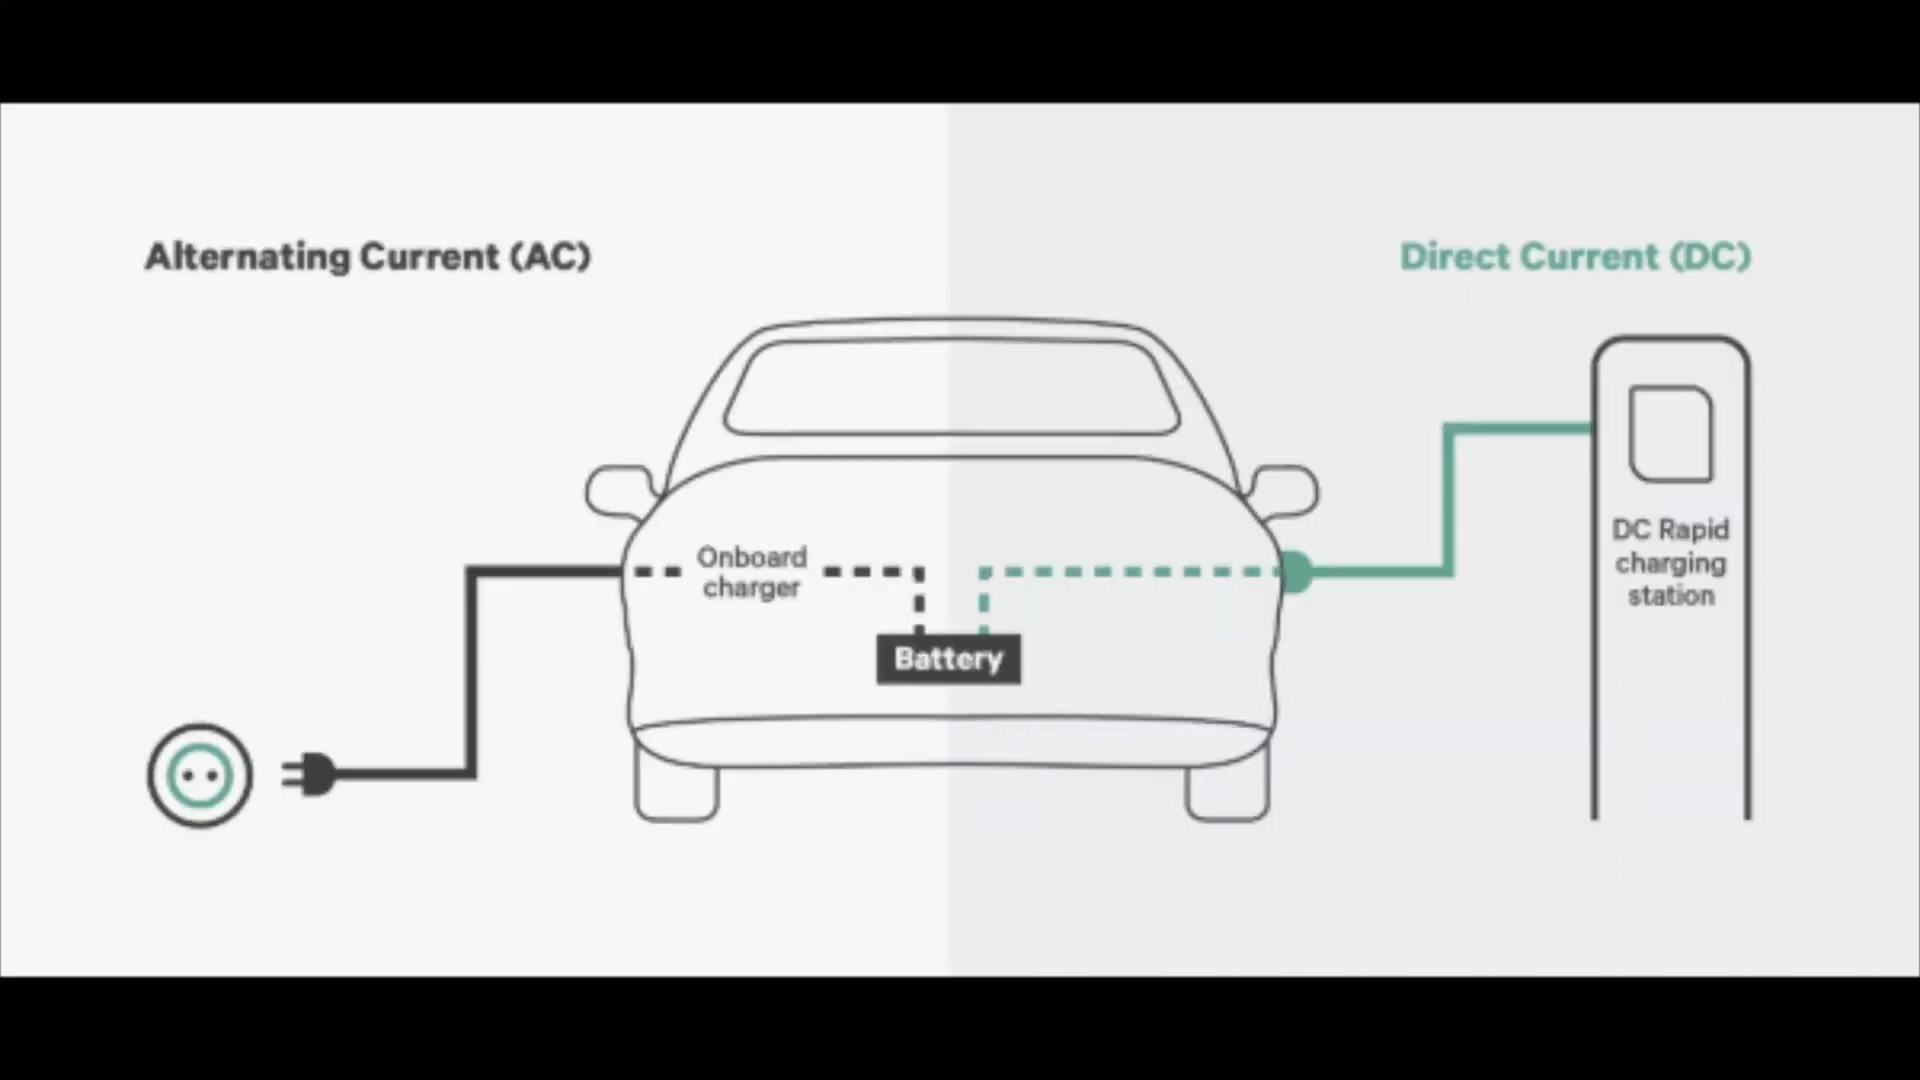 Alternating Current (AC)
Direct Current (DC)
Onboard
charger
Battery
DC Rapid
charging
station